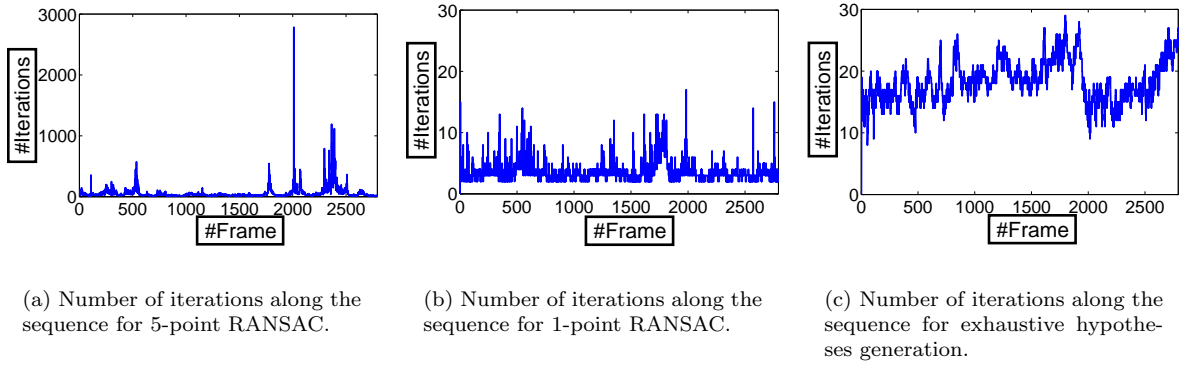 3000
2000
1000
0
#Iterations
0 500 1000 1500 2000 2500
#Frame
30
20
10
0
#Iterations
0 500 1000 1500 2000 2500
#Frame
30
20
10
0
#Iterations
0 500 1000 1500 2000 2500
#Frame
(a) Number of iterations along the
sequence for 5-point RANSAC.
(b) Number of iterations along the
sequence for 1-point RANSAC.
(c) Number of iterations along the
sequence for exhaustive hypothe-
ses generation.